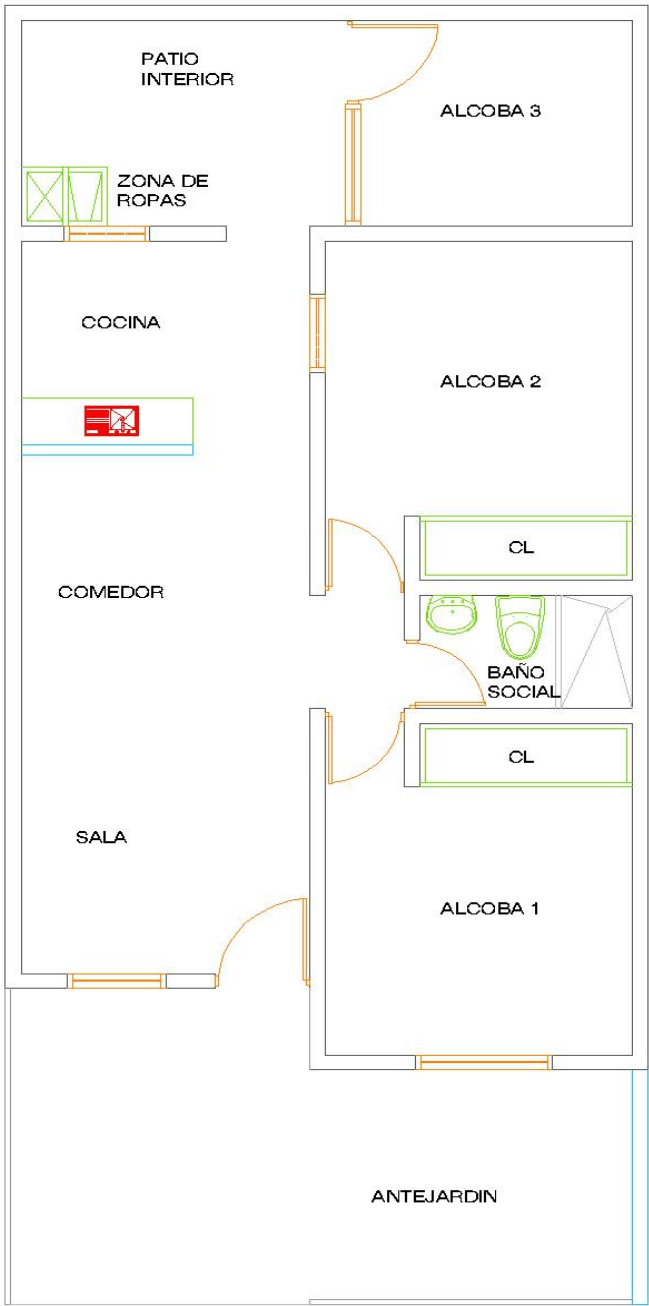 PATIO
INTERIOR
ALCOBA 3
ZONA DE
ROPAS
COCINA
ALCOBA 2
CL
COMEDOR
BAÑO
SOCIAL
CL
SALA
ALCOBA 1
ANTEJARDIN